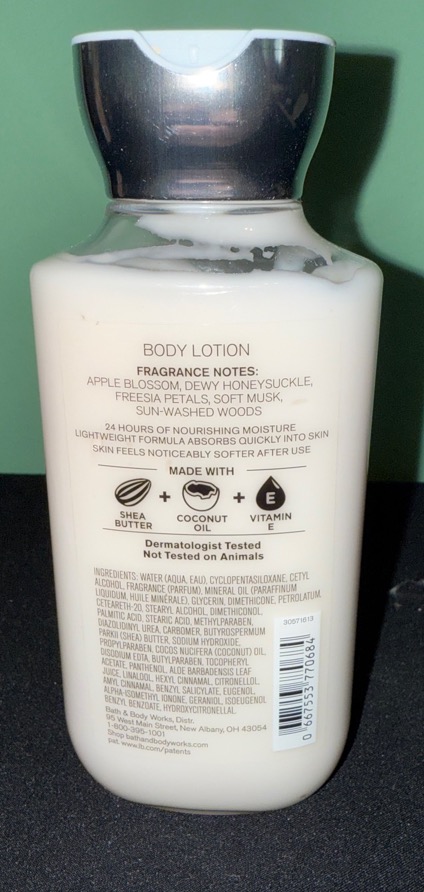 BODY LOTION
FRAGRANCE NOTES:
APPLE BLOSSOM, DEWY HONEYSUCKLE,
FREESIA PETALS, SOFT MUSK,
SUN-WASHED WOODS
24 HOURS OF NOURISHING MOISTURE
LIGHTWEIGHT FORMULA ABSORBS QUICKLY INTO SKIN
SKIN FEELS NOTICEABLY SOFTER AFTER USE
MADE WITH
SHEA BUTTER + COCONUT OIL + E VITAMIN E
Dermatologist Tested
Not Tested on Animals
INGREDIENTS: WATER (AQUA, EAU), CYCLOPENTASILOXANE, CETYL
ALCOHOL, FRAGRANCE (PARFUM), MINERAL OIL (PARAFFINUM
LIQUIDUM, HUILE MINÉRALE), GLYCERIN, DIMETHICONE, PETROLATUM,
CETEARETH-20, STEARYL ALCOHOL, DIMETHICONOL,
PALMITIC ACID, STEARIC ACID, METHYLPARABEN,
DIAZOLIDINYL UREA, CARBOMER, BUTYROSPERMUM
PARKII (SHEA) BUTTER, SODIUM HYDROXIDE,
PROPYLPARABEN, COCOS NUCIFERA (COCONUT) OIL,
DISODIUM EDTA, BUTYLPARABEN, TOCOPHERYL
ACETATE, PANTHENOL, ALOE BARBADENSIS LEAF
JUICE, LINALOOL, HEXYL CINNAMAL, CITRONELLOL,
AMYL CINNAMAL, BENZYL SALICYLATE, EUGENOL,
ALPHA-ISOMETHYL IONONE, GERANIOL, ISOEUGENOL
BENZYL BENZOATE, HYDROXYCITRONELLAL.
Bath & Body Works, Distr.
95 West Main Street, New Albany, OH 43054
1-800-395-1001
Shop bathandbodyworks.com
pat. www.lb.com/patents
30571613
0 667553 770684